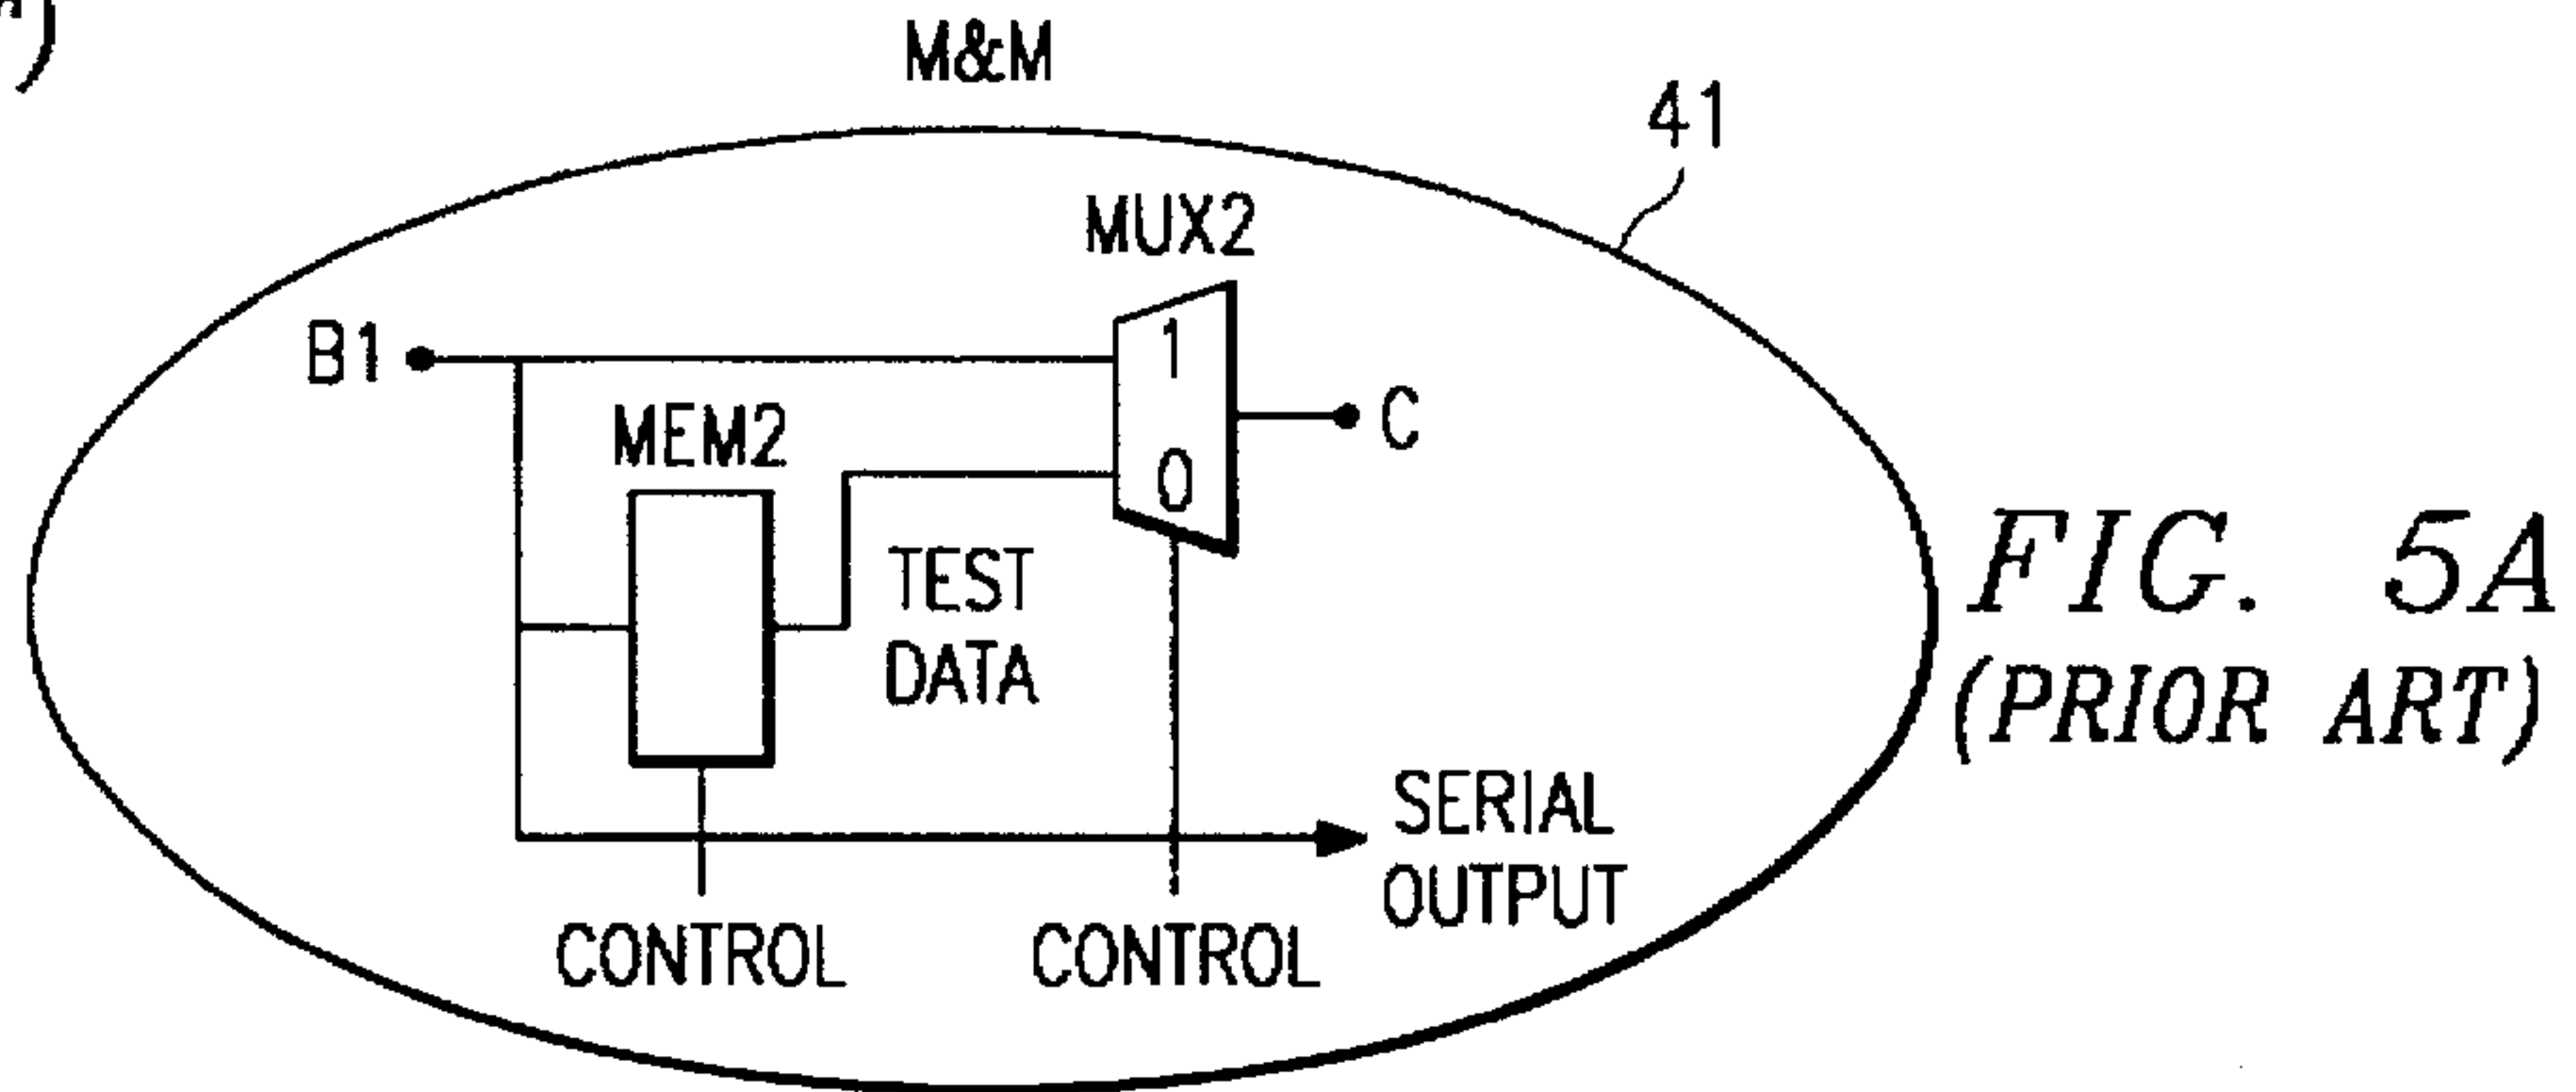 M&M
41
MUX2
B1
1
MEM2
C
0
TEST
DATA
SERIAL
OUTPUT
CONTROL
CONTROL
FIG. 5A
(PRIOR ART)